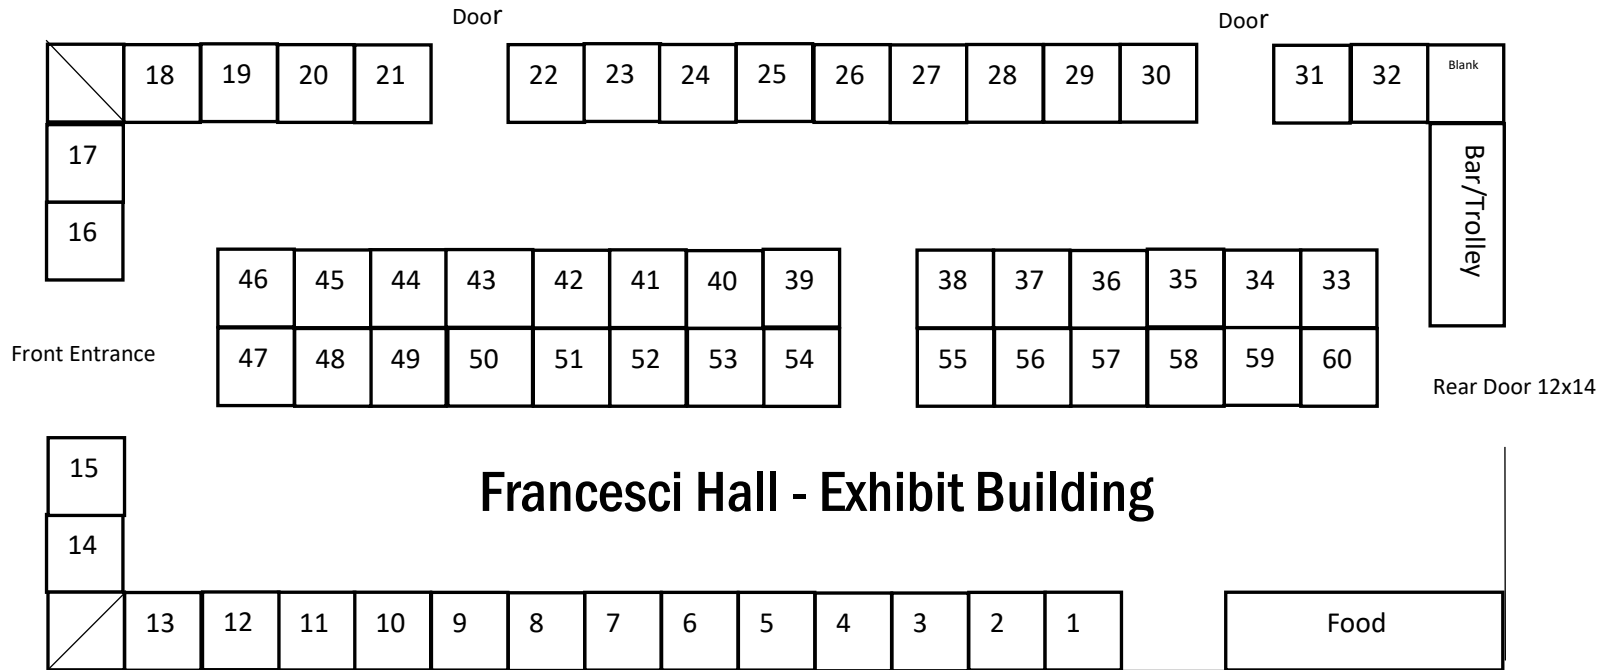 Door Door
18 19 20 21 22 23 24 25 26 27 28 29 30 31 32 Blank
17
Bar/Trolley
16
46 45 44 43 42 41 40 39 38 37 36 35 34 33
Front Entrance
47 48 49 50 51 52 53 54 55 56 57 58 59 60
Rear Door 12x14
15
Francesci Hall - Exhibit Building
14
13 12 11 10 9 8 7 6 5 4 3 2 1 Food